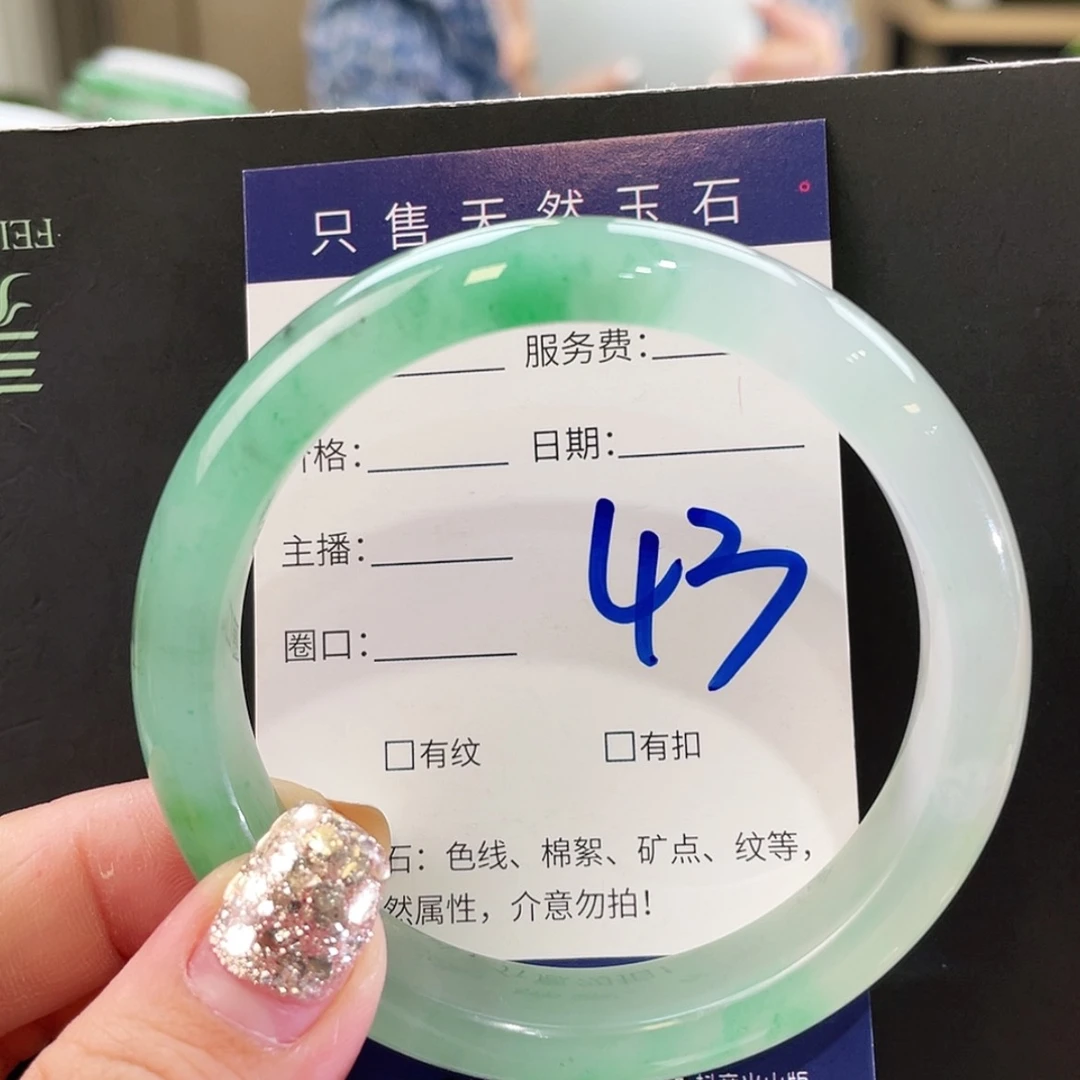 只售天然玉石
服务费：
格： 日期：
主播：
圈口：
43
□有纹 □有扣
石：色线、棉絮、矿点、纹等，
然属性，介意勿拍！
FEI